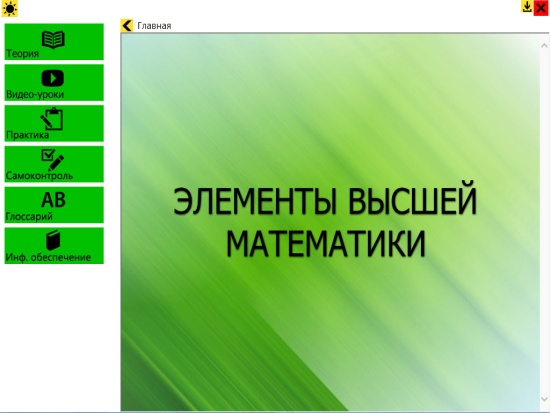 Главная
Теория
Видео-уроки
Практика
Самоконтроль
AB
Глоссарий
Инф. обеспечение
ЭЛЕМЕНТЫ ВЫСШЕЙ
МАТЕМАТИКИ